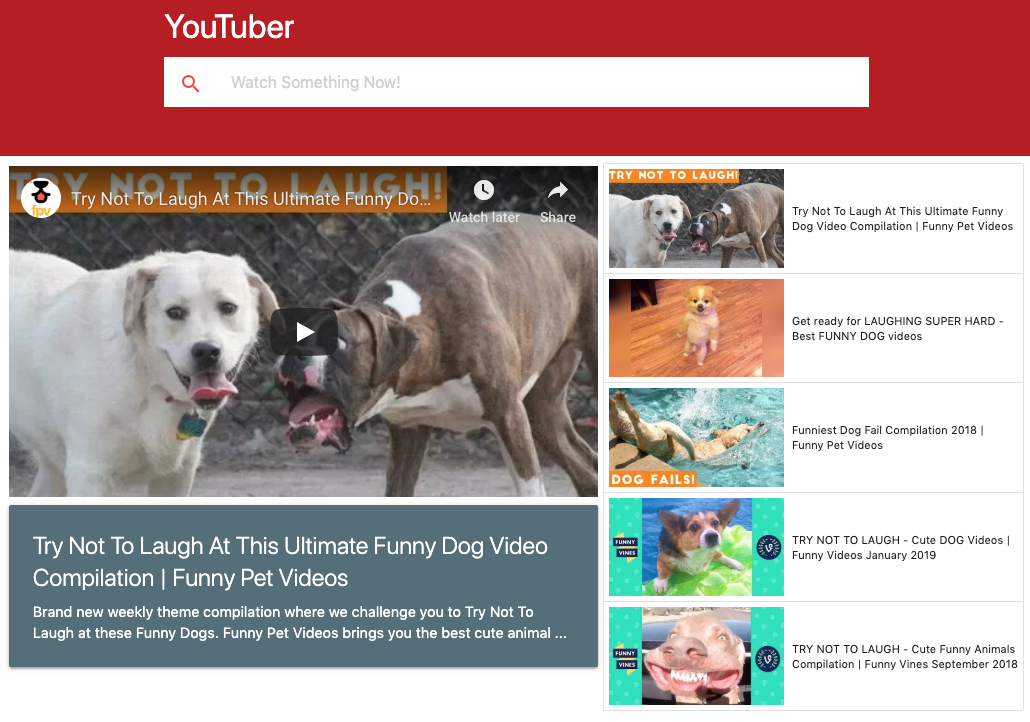 YouTuber
Watch Something Now!
TRY NOT TO LAUGH!
fpv
Try Not To Laugh At This Ultimate Funny Do...
Watch later
Share
Try Not To Laugh At This Ultimate Funny Dog Video
Compilation | Funny Pet Videos
Brand new weekly theme compilation where we challenge you to Try Not To
Laugh at these Funny Dogs. Funny Pet Videos brings you the best cute animal ...
TRY NOT TO LAUGH!
Try Not To Laugh At This Ultimate Funny
Dog Video Compilation | Funny Pet Videos
Get ready for LAUGHING SUPER HARD -
Best FUNNY DOG videos
DOG FAILS!
Funniest Dog Fail Compilation 2018 |
Funny Pet Videos
FUNNY
VINES
V
TRY NOT TO LAUGH - Cute DOG Videos |
Funny Videos January 2019
FUNNY
VINES
V
TRY NOT TO LAUGH - Cute Funny Animals
Compilation | Funny Vines September 2018